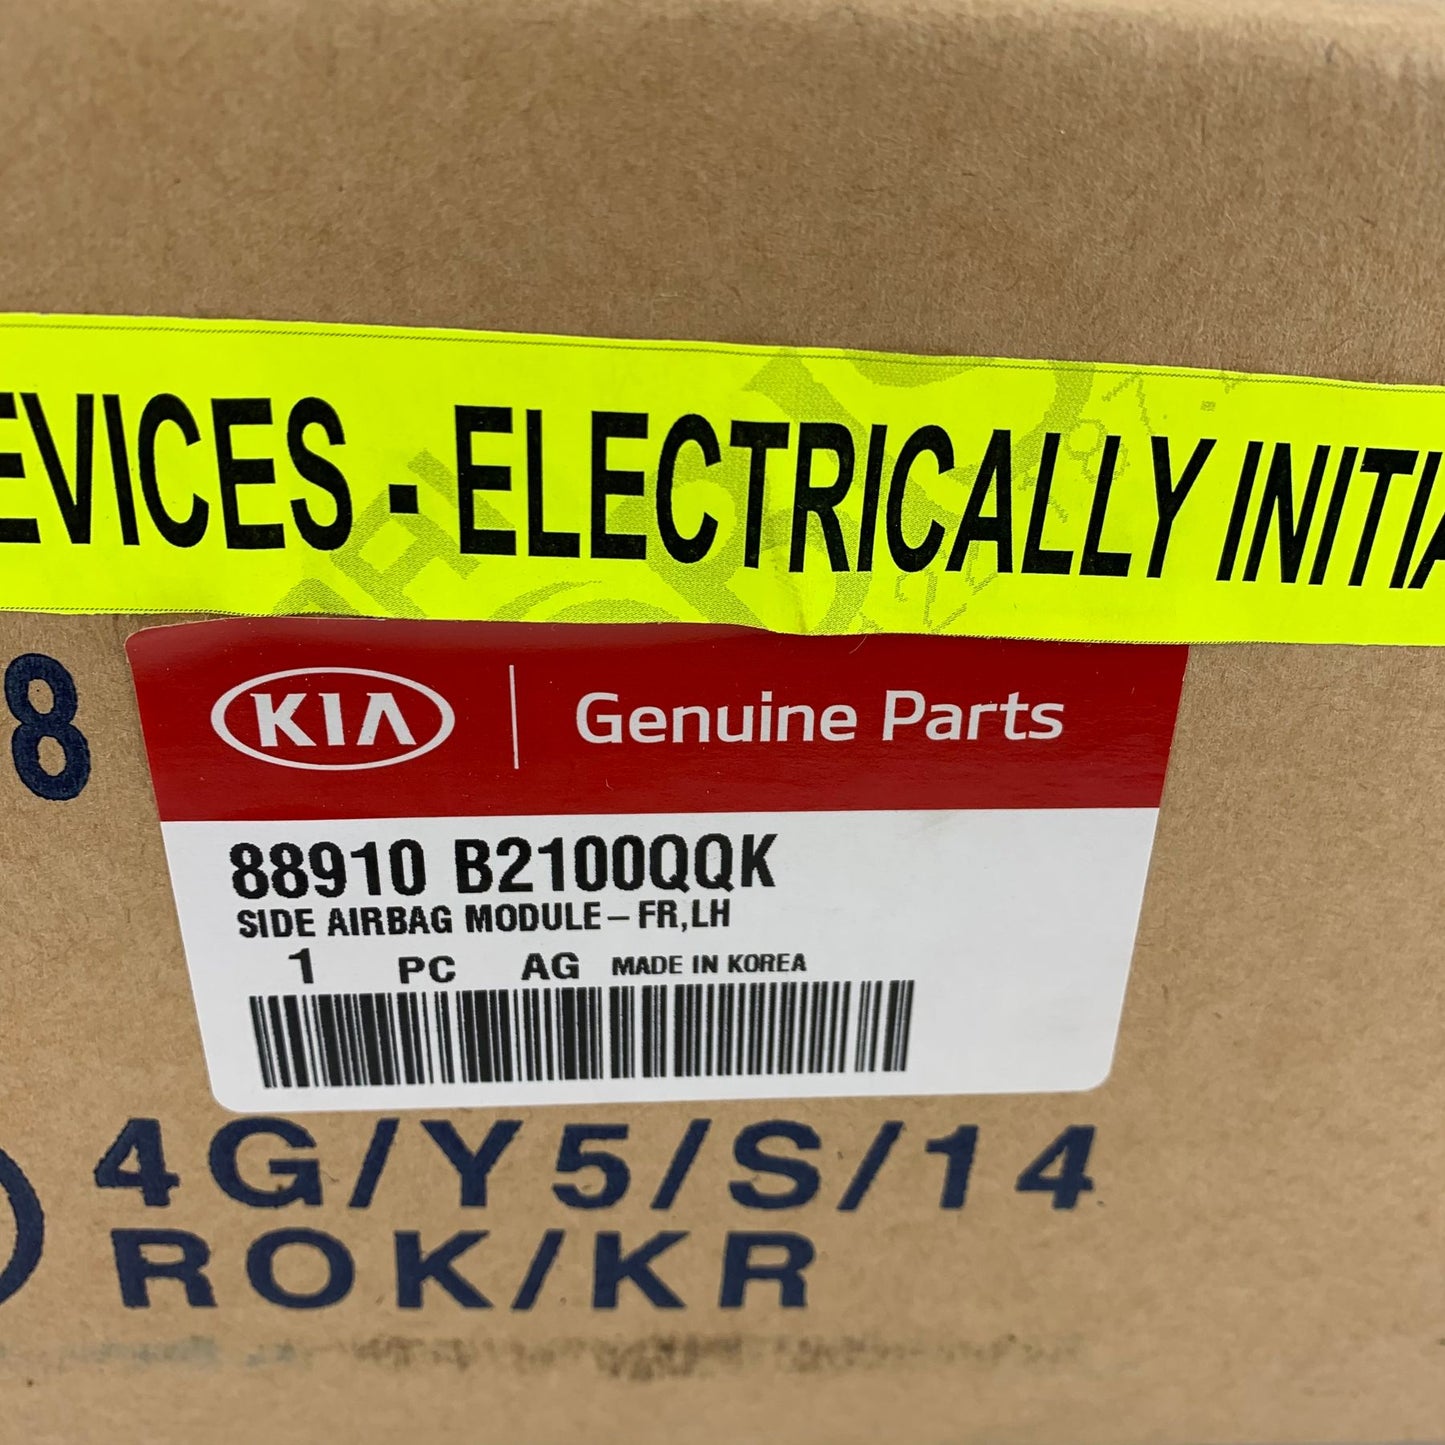 EVICES - ELECTRICALLY INITIA
8
KIA Genuine Parts
88910 B2100QQK
SIDE AIRBAG MODULE-FR,LH
1 PC AG MADE IN KOREA
4G/Y5/S/14
ROK/KR